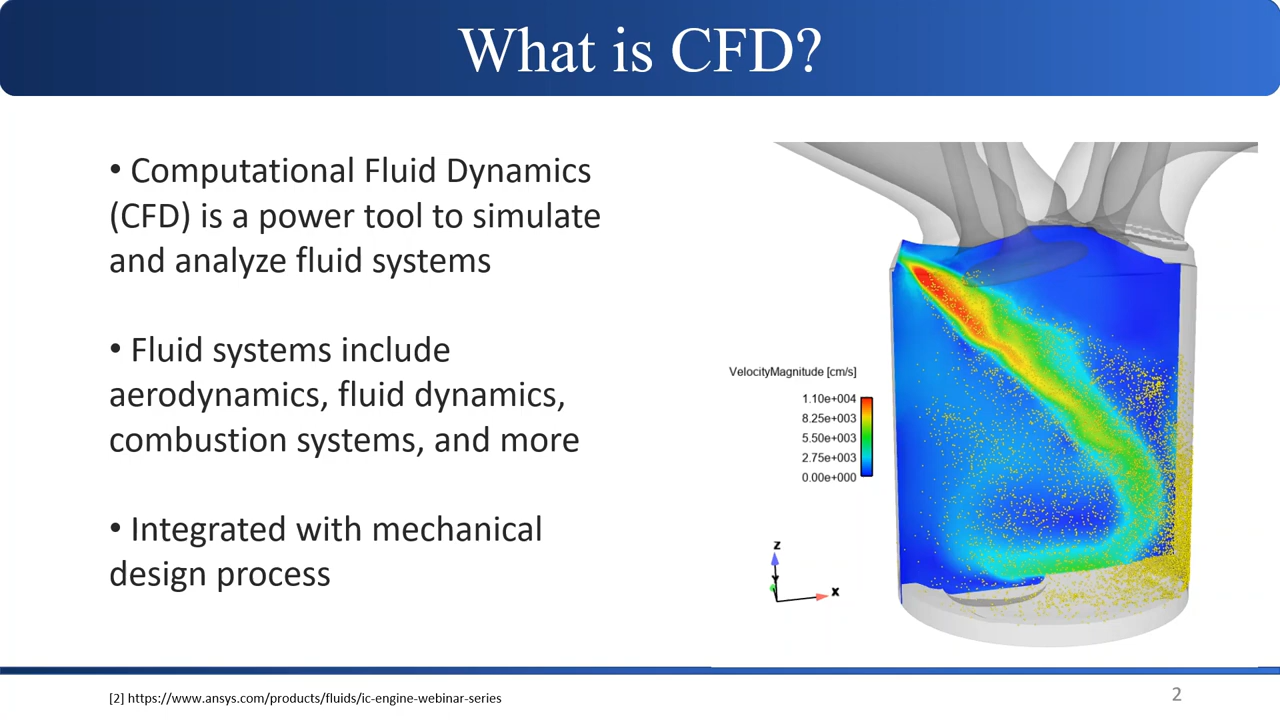 What is CFD?
• Computational Fluid Dynamics
(CFD) is a power tool to simulate
and analyze fluid systems
• Fluid systems include
aerodynamics, fluid dynamics,
combustion systems, and more
• Integrated with mechanical
design process
VelocityMagnitude [cm/s]
1.10e+004
8.25e+003
5.50e+003
2.75e+003
0.00e+000
Z
Y
X
[2] https://www.ansys.com/products/fluids/ic-engine-webinar-series
2